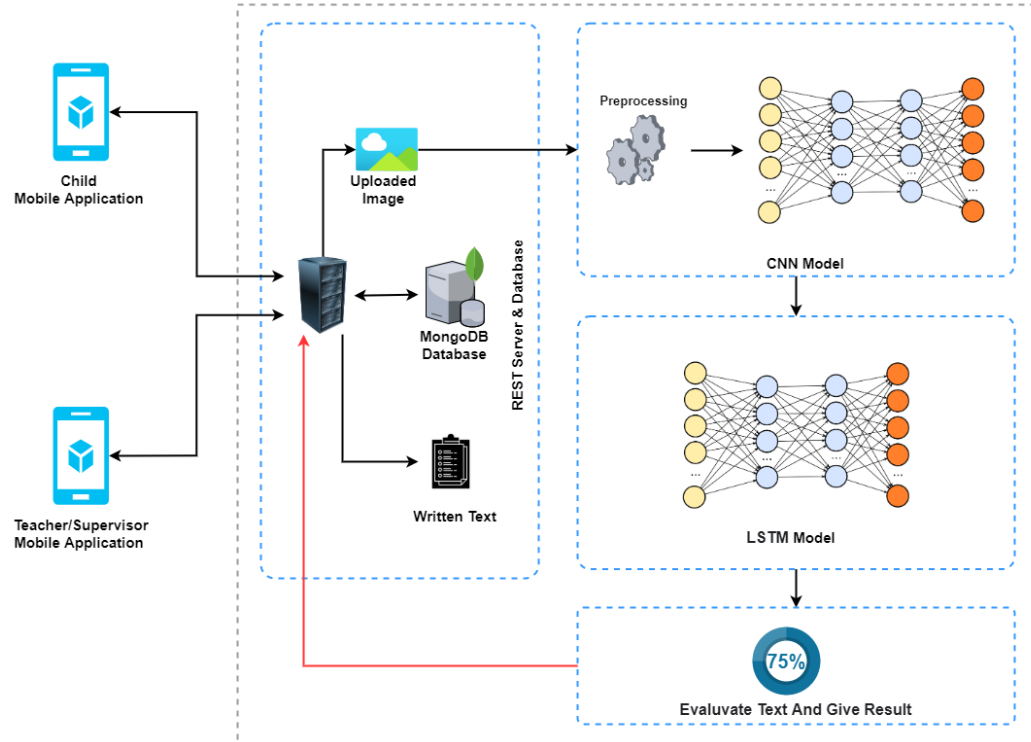 Child
Mobile Application
Teacher/Supervisor
Mobile Application
Uploaded
Image
MongoDB
Database
Written Text
REST Server & Database
Preprocessing
...
...
...
...
CNN Model
...
...
...
...
LSTM Model
75%
Evaluvate Text And Give Result